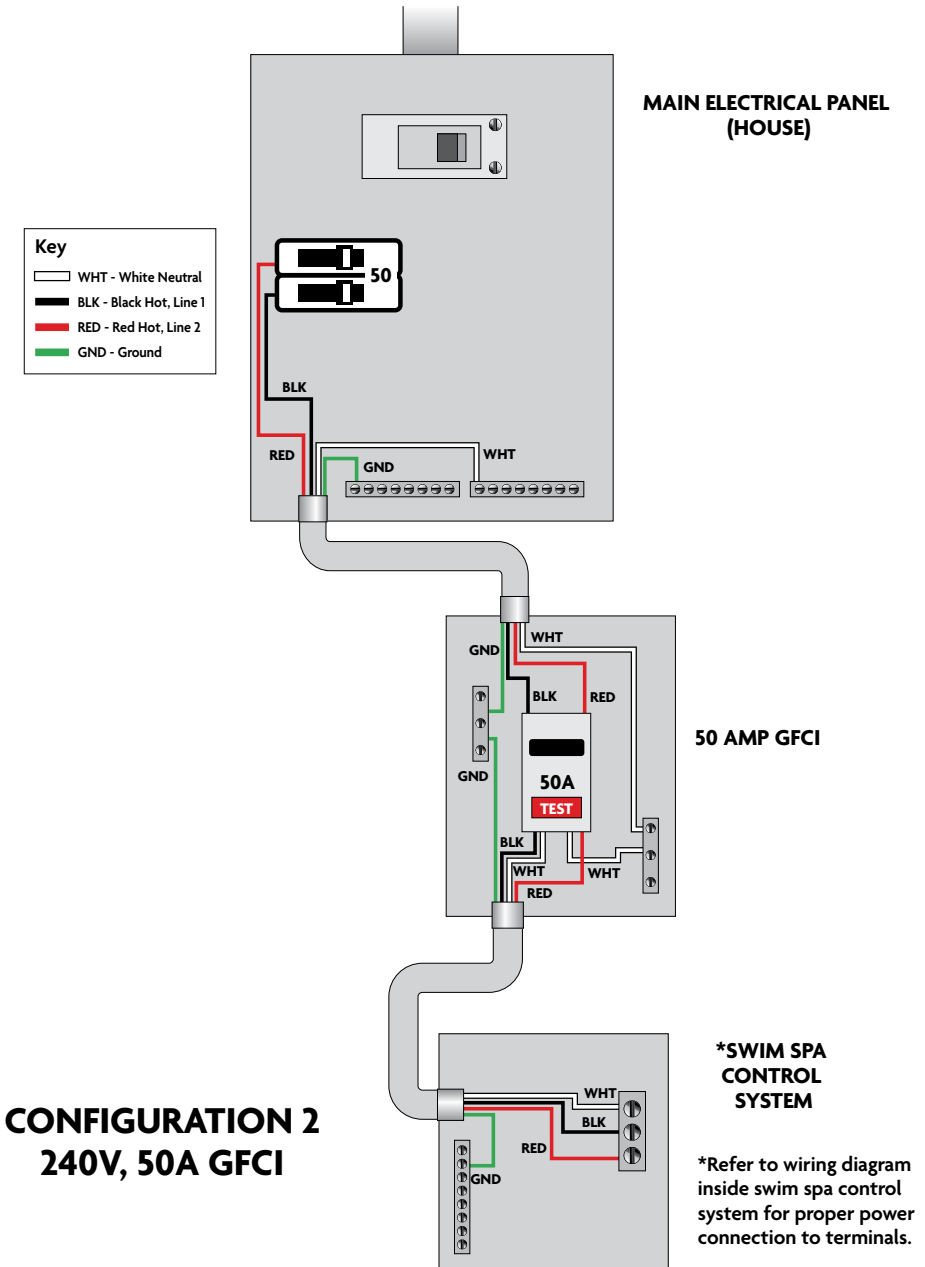 MAIN ELECTRICAL PANEL
(HOUSE)
Key
WHT - White Neutral
BLK - Black Hot, Line 1
RED - Red Hot, Line 2
GND - Ground
50
BLK
RED
GND
WHT
GND
WHT
BLK
RED
50 AMP GFCI
GND
50A
TEST
BLK
WHT
WHT
RED
*SWIM SPA
CONTROL
SYSTEM
WHT
BLK
RED
GND
CONFIGURATION 2
240V, 50A GFCI
*Refer to wiring diagram
inside swim spa control
system for proper power
connection to terminals.